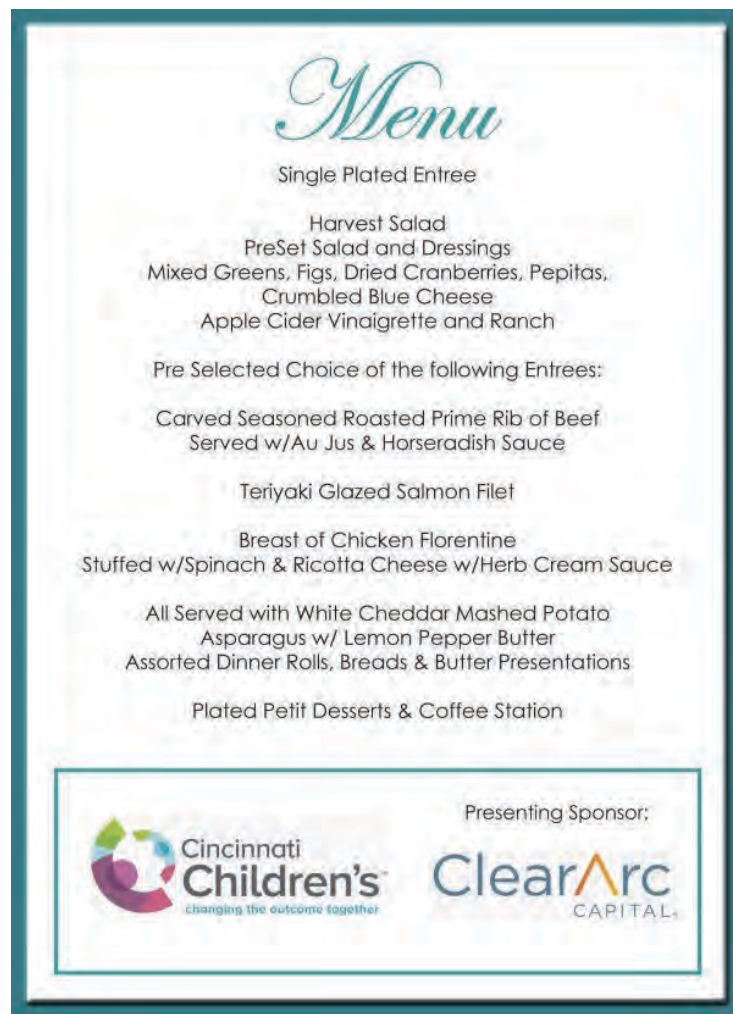 Menu
Single Plated Entree
Harvest Salad
PreSet Salad and Dressings
Mixed Greens, Figs, Dried Cranberries, Pepitas,
Crumbled Blue Cheese
Apple Cider Vinaigrette and Ranch
Pre Selected Choice of the following Entrees:
Carved Seasoned Roasted Prime Rib of Beef
Served w/Au Jus & Horseradish Sauce
Teriyaki Glazed Salmon Filet
Breast of Chicken Florentine
Stuffed w/Spinach & Ricotta Cheese w/Herb Cream Sauce
All Served with White Cheddar Mashed Potato
Asparagus w/ Lemon Pepper Butter
Assorted Dinner Rolls, Breads & Butter Presentations
Plated Petit Desserts & Coffee Station
Cincinnati
Children's™
changing the outcome together
Presenting Sponsor:
ClearArc
CAPITAL®